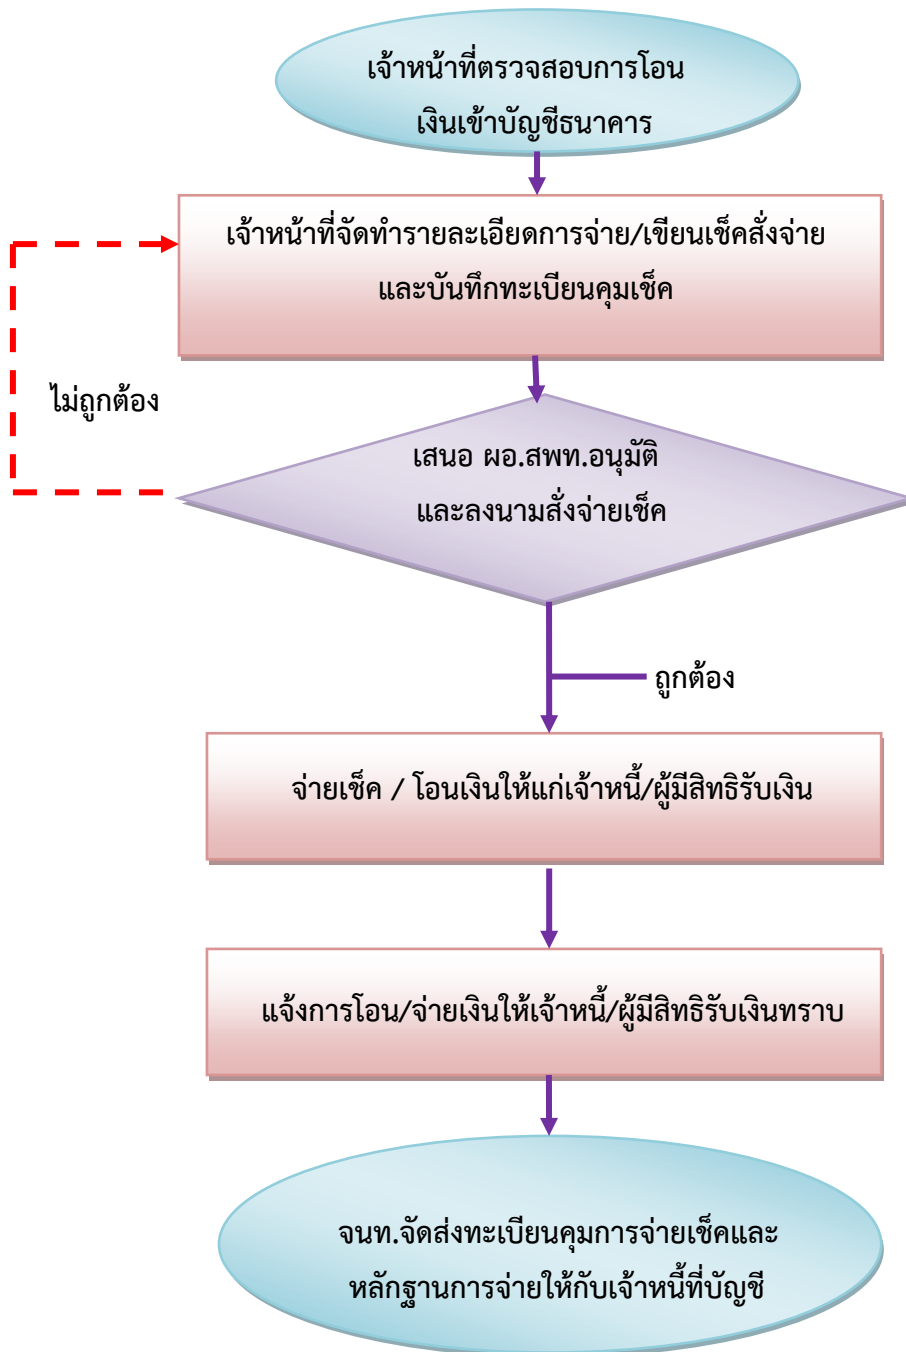 เจ้าหน้าที่ตรวจสอบการโอน
เงินเข้าบัญชีธนาคาร
เจ้าหน้าที่จัดทำรายละเอียดการจ่าย/เขียนเช็คสั่งจ่าย
และบันทึกทะเบียนคุมเช็ค
ไม่ถูกต้อง
เสนอ ผอ.สพท.อนุมัติ
และลงนามสั่งจ่ายเช็ค
ถูกต้อง
จ่ายเช็ค / โอนเงินให้แก่เจ้าหนี้/ผู้มีสิทธิรับเงิน
แจ้งการโอน/จ่ายเงินให้เจ้าหนี้/ผู้มีสิทธิรับเงินทราบ
จนท.จัดส่งทะเบียนคุมการจ่ายเช็คและ
หลักฐานการจ่ายให้กับเจ้าหนี้ที่บัญชี